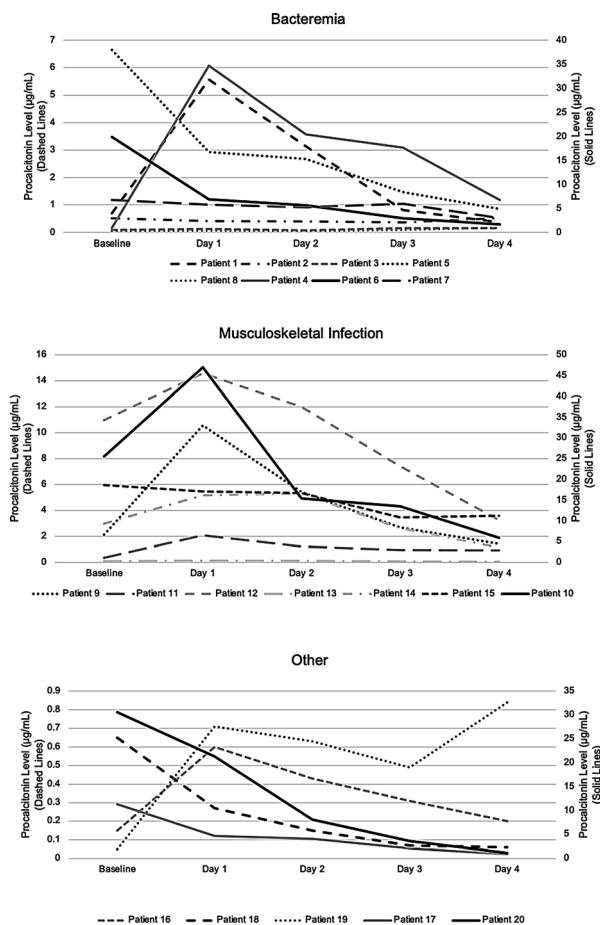 Bacteremia
Procalcitonin Level (µg/mL)
(Dashed Lines)
7
6
5
4
3
2
1
0
40
35
30
25
20
15
10
5
0
Procalcitonin Level (µg/mL)
(Solid Lines)
Baseline Day 1 Day 2 Day 3 Day 4
Patient 1 Patient 2 Patient 3 Patient 5
Patient 8 Patient 4 Patient 6 Patient 7
Musculoskeletal Infection
Procalcitonin Level (µg/mL)
(Dashed Lines)
16
14
12
10
8
6
4
2
0
50
45
40
35
30
25
20
15
10
5
0
Procalcitonin Level (µg/mL)
(Solid Lines)
Baseline Day 1 Day 2 Day 3 Day 4
Patient 9 Patient 11 Patient 12 Patient 13 Patient 14 Patient 15 Patient 10
Other
Procalcitonin Level (µg/mL)
(Dashed Lines)
0.9
0.8
0.7
0.6
0.5
0.4
0.3
0.2
0.1
0
35
30
25
20
15
10
5
0
Procalcitonin Level (µg/mL)
(Solid Lines)
Baseline Day 1 Day 2 Day 3 Day 4
Patient 16 Patient 18 Patient 19 Patient 17 Patient 20